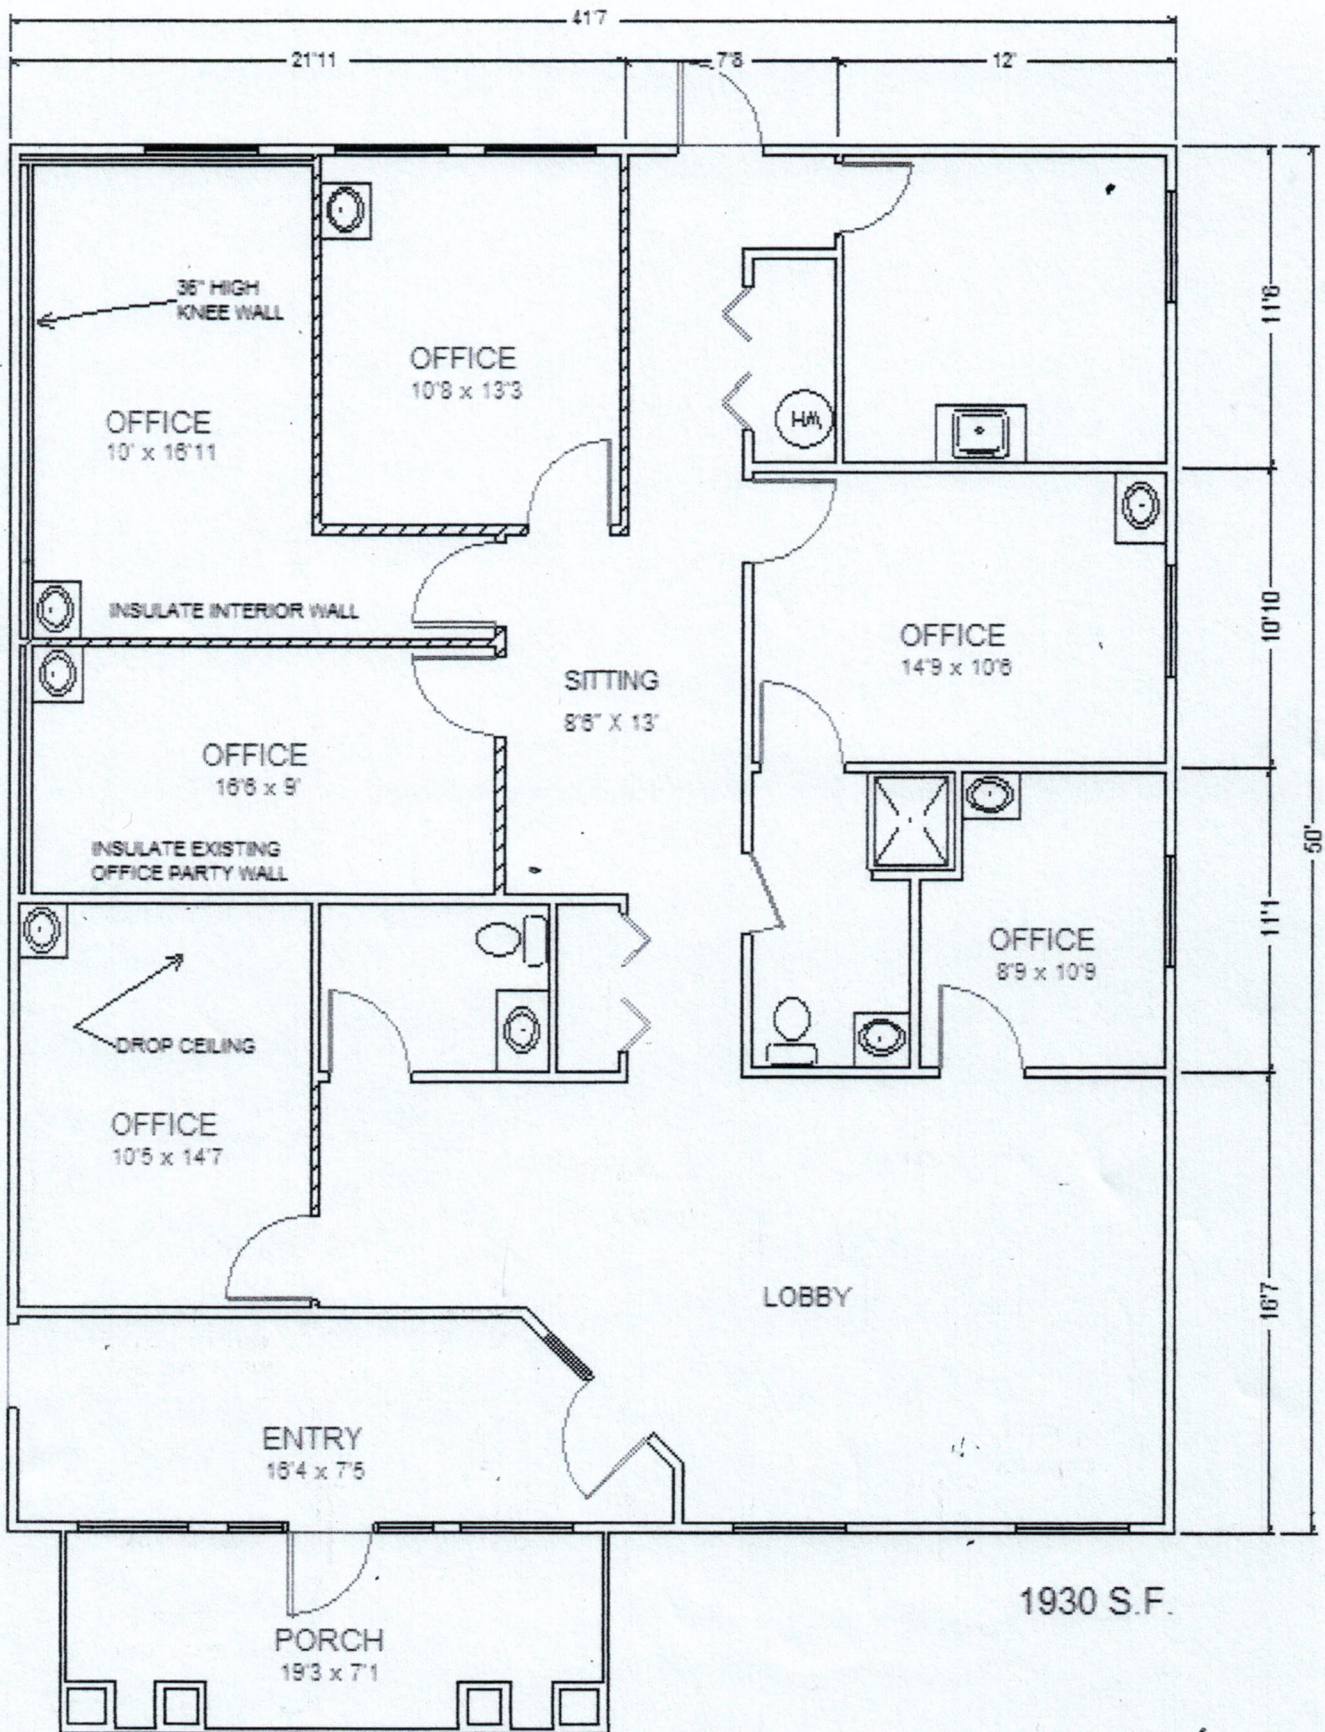 41'7
21'11
7'8
12'
36" HIGH
KNEE WALL
OFFICE
10'8 x 13'3
OFFICE
10' x 16'11
HW
11'6
INSULATE INTERIOR WALL
OFFICE
14'9 x 10'6
10'10
SITTING
8'6" X 13'
OFFICE
16'6 x 9'
INSULATE EXISTING
OFFICE PARTY WALL
50'
11'1
OFFICE
8'9 x 10'9
DROP CEILING
OFFICE
10'5 x 14'7
LOBBY
16'7
ENTRY
16'4 x 7'5
1930 S.F.
PORCH
19'3 x 7'1